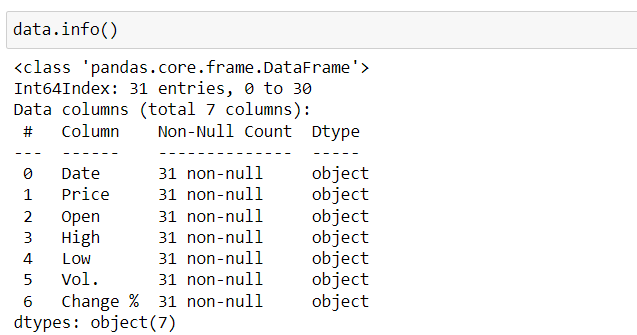 data.info()
<class 'pandas.core.frame.DataFrame'>
Int64Index: 31 entries, 0 to 30
Data columns (total 7 columns):
 #   Column    Non-Null Count  Dtype
---  ------    --------------  -----
 0   Date      31 non-null     object
 1   Price     31 non-null     object
 2   Open      31 non-null     object
 3   High      31 non-null     object
 4   Low       31 non-null     object
 5   Vol.      31 non-null     object
 6   Change %  31 non-null     object
dtypes: object(7)